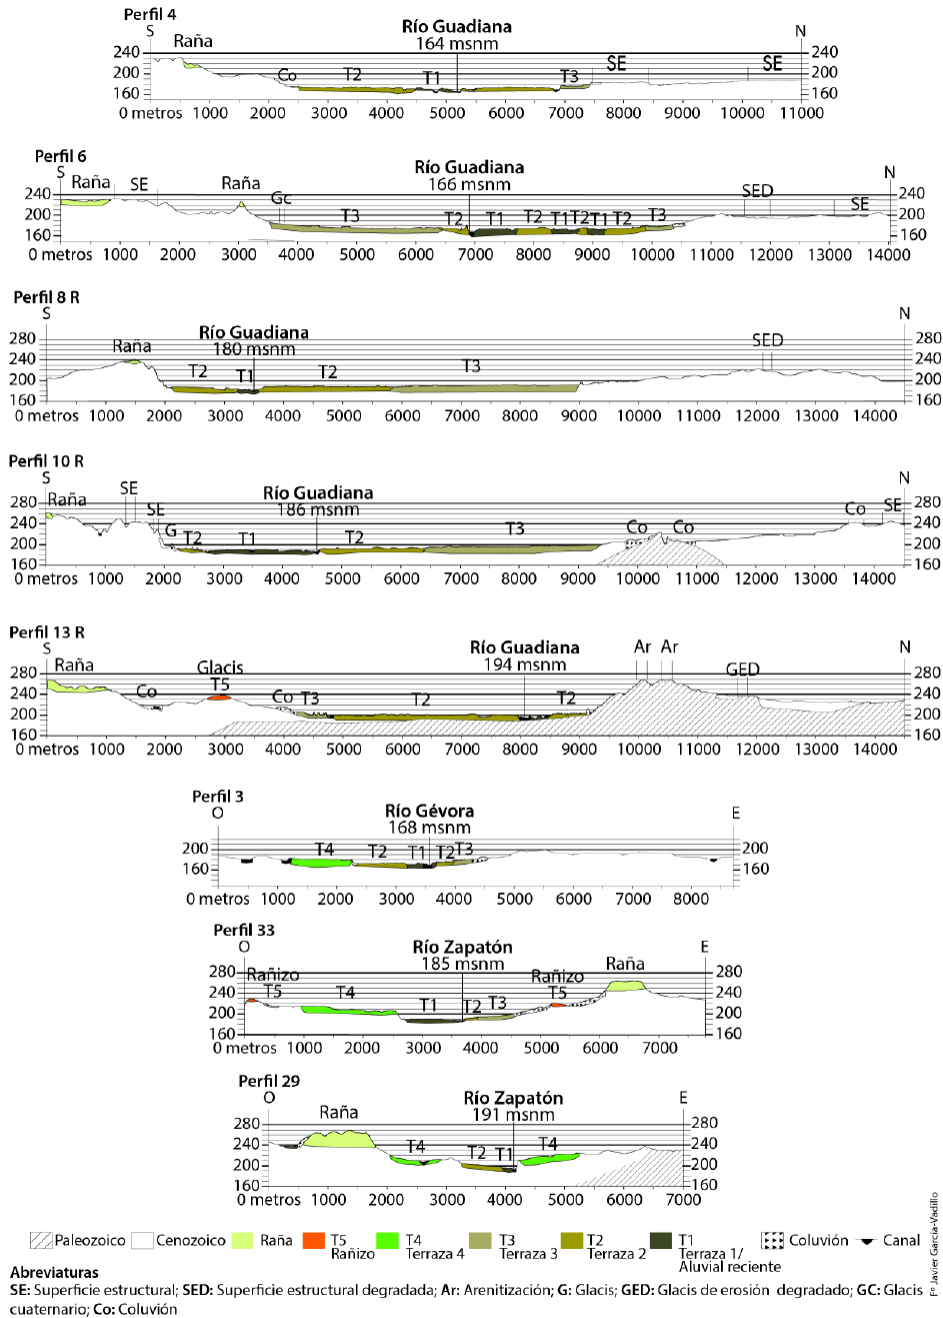 Perfil 4
S Río Guadiana N
164 msnm
Raña Co T2 T1 T3 SE SE
240 240
200 200
160 160
0 metros 1000 2000 3000 4000 5000 6000 7000 8000 9000 10000 11000
Perfil 6
S Río Guadiana N
166 msnm
Raña SE Raña Gc T3 T2 T1 T2 T1 T2 T1 T2 T3 SED SE
240 240
200 200
160 160
0 metros 1000 2000 3000 4000 5000 6000 7000 8000 9000 10000 11000 12000 13000 14000
Perfil 8 R
S N
Río Guadiana
180 msnm
Raña T2 T1 T2 T3 SED
280 280
240 240
200 200
160 160
0 metros 1000 2000 3000 4000 5000 6000 7000 8000 9000 10000 11000 12000 13000 14000
Perfil 10 R
S N
Río Guadiana
186 msnm
Raña SE SE G T2 T1 T2 T3 Co Co Co SE
280 280
240 240
200 200
160 160
0 metros 1000 2000 3000 4000 5000 6000 7000 8000 9000 10000 11000 12000 13000 14000
Perfil 13 R
S Río Guadiana N
194 msnm
Raña Co Glacis T5 Co T3 T2 T2 Ar Ar GED
280 280
240 240
200 200
160 160
0 metros 1000 2000 3000 4000 5000 6000 7000 8000 9000 10000 11000 12000 13000 14000
Perfil 3
O Río Gévora E
168 msnm
T4 T2 T1 T2 T3
200 200
160 160
0 metros 1000 2000 3000 4000 5000 6000 7000 8000
Perfil 33
O Río Zapatón E
185 msnm
Rañizo T5 T4 T1 T2 T3 Rañizo T5 Raña
280 280
240 240
200 200
160 160
0 metros 1000 2000 3000 4000 5000 6000 7000
Perfil 29
O Río Zapatón E
191 msnm
Raña T4 T2 T1 T4
280 280
240 240
200 200
160 160
0 metros 1000 2000 3000 4000 5000 6000 7000
Paleozoico Cenozoico Raña T5 Rañizo T4 Terraza 4 T3 Terraza 3 T2 Terraza 2 T1 Terraza 1/ Aluvial reciente Coluvión Canal
Abreviaturas
SE: Superficie estructural; SED: Superficie estructural degradada; Ar: Arenitización; G: Glacis; GED: Glacis de erosión degradado; GC: Glacis
cuaternario; Co: Coluvión
Fº Javier García-Vadillo